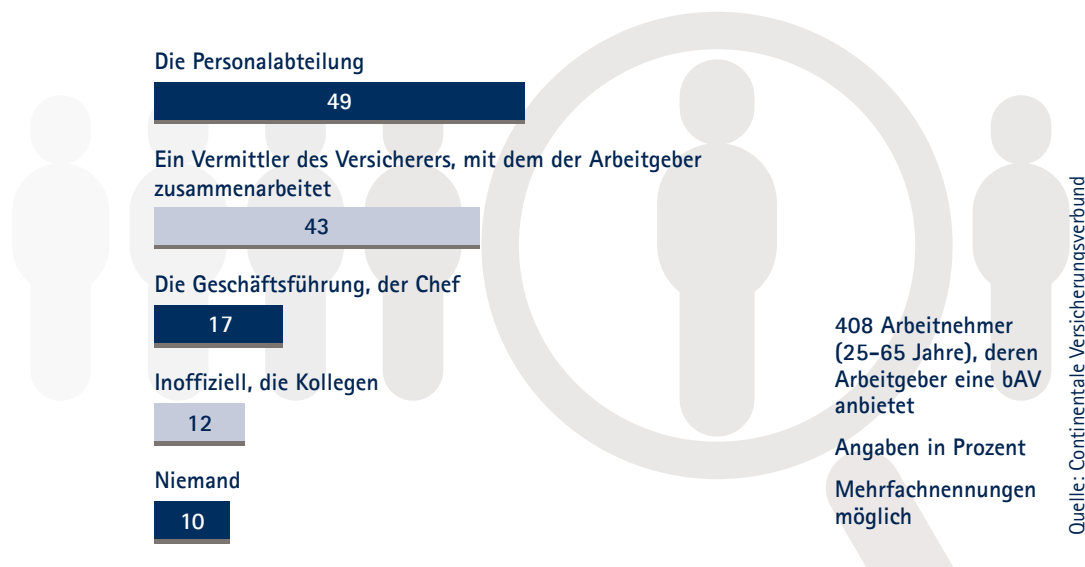 Die Personalabteilung
49
Ein Vermittler des Versicherers, mit dem der Arbeitgeber
zusammenarbeitet
43
Die Geschäftsführung, der Chef
17
Inoffiziell, die Kollegen
12
Niemand
10
408 Arbeitnehmer
(25–65 Jahre), deren
Arbeitgeber eine bAV
anbietet
Angaben in Prozent
Mehrfachnennungen
möglich
Quelle: Continentale Versicherungsverbund